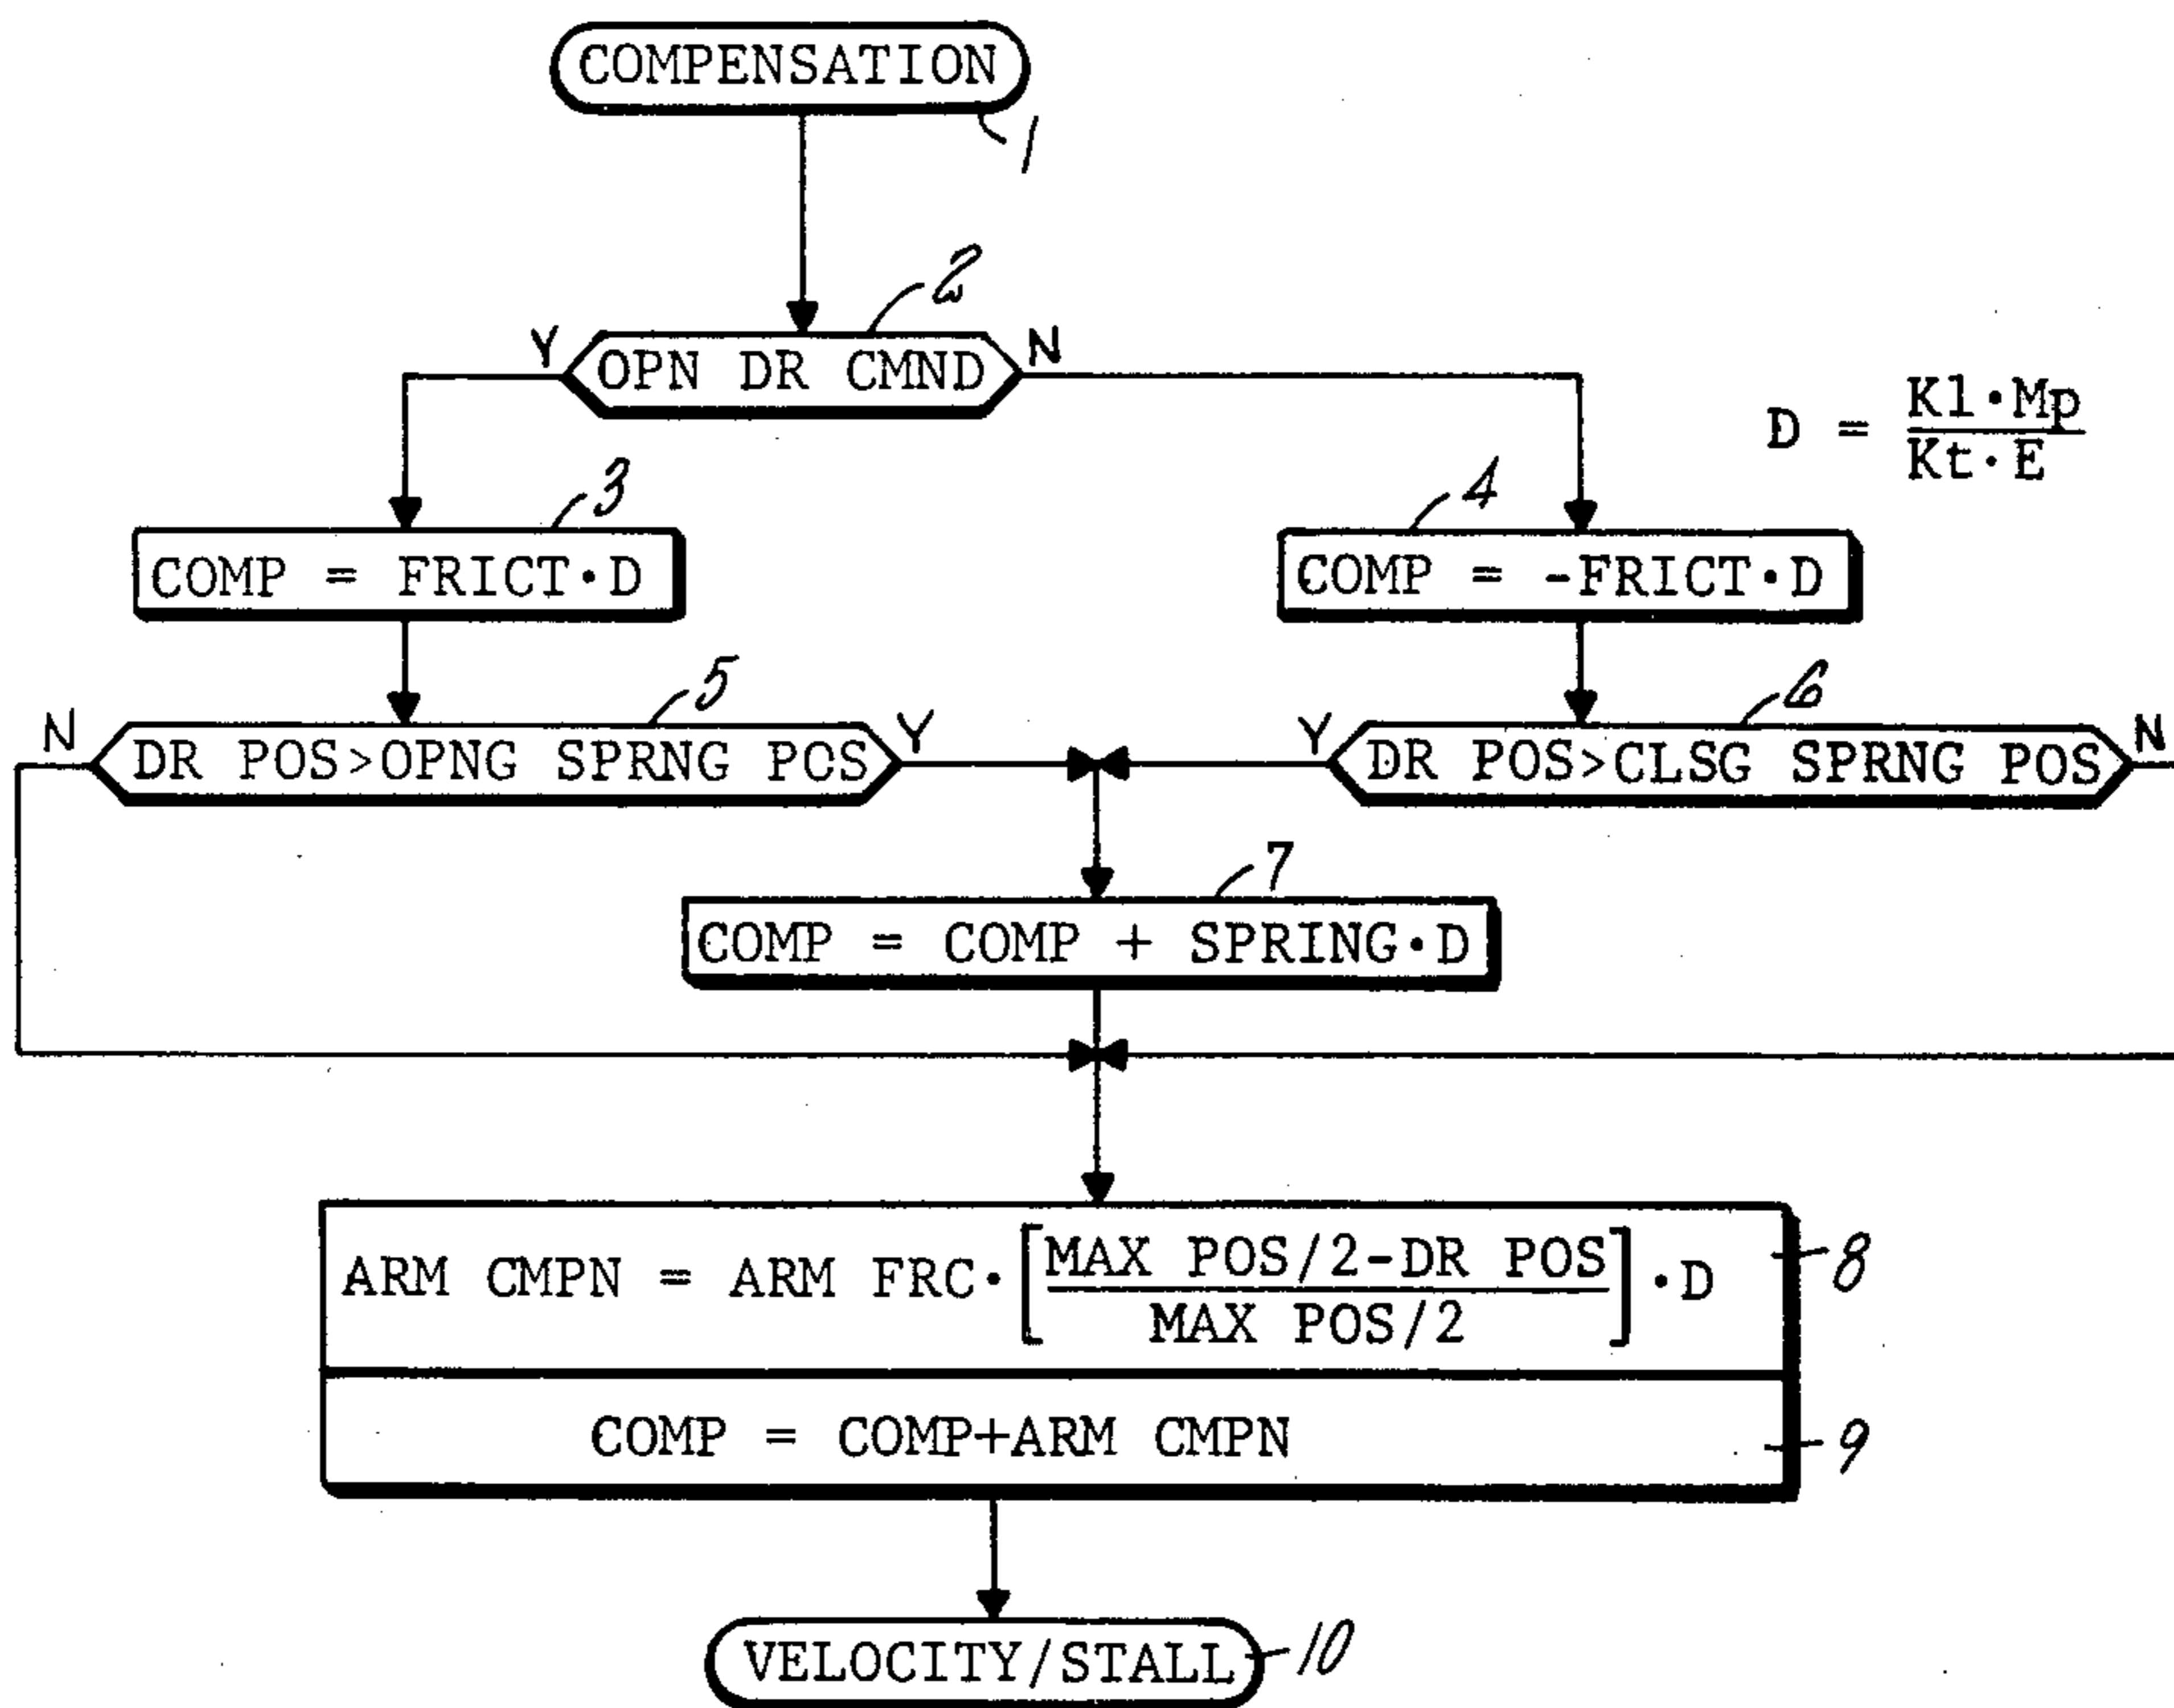 COMPENSATION
1
2
Y OPN DR CMND N
D = K1·Mp
Kt·E
3
4
COMP = FRICT·D
COMP = -FRICT·D
5
6
N DR POS>OPNG SPRNG POS Y
Y DR POS>CLSG SPRNG POS N
7
COMP = COMP + SPRING·D
ARM CMPN = ARM FRC·[MAX POS/2-DR POS]·D
MAX POS/2
8
COMP = COMP+ARM CMPN
9
VELOCITY/STALL
10